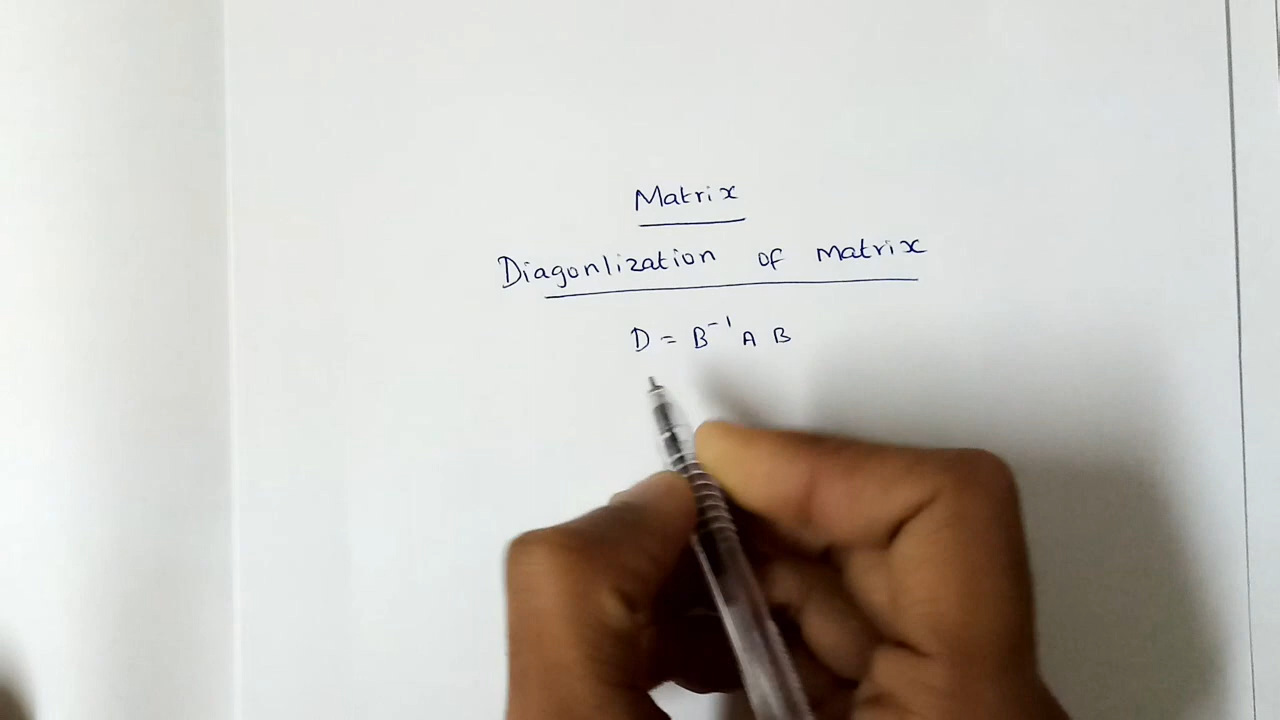 Matrix
Diagonlization of matrix
D = B⁻¹ A B